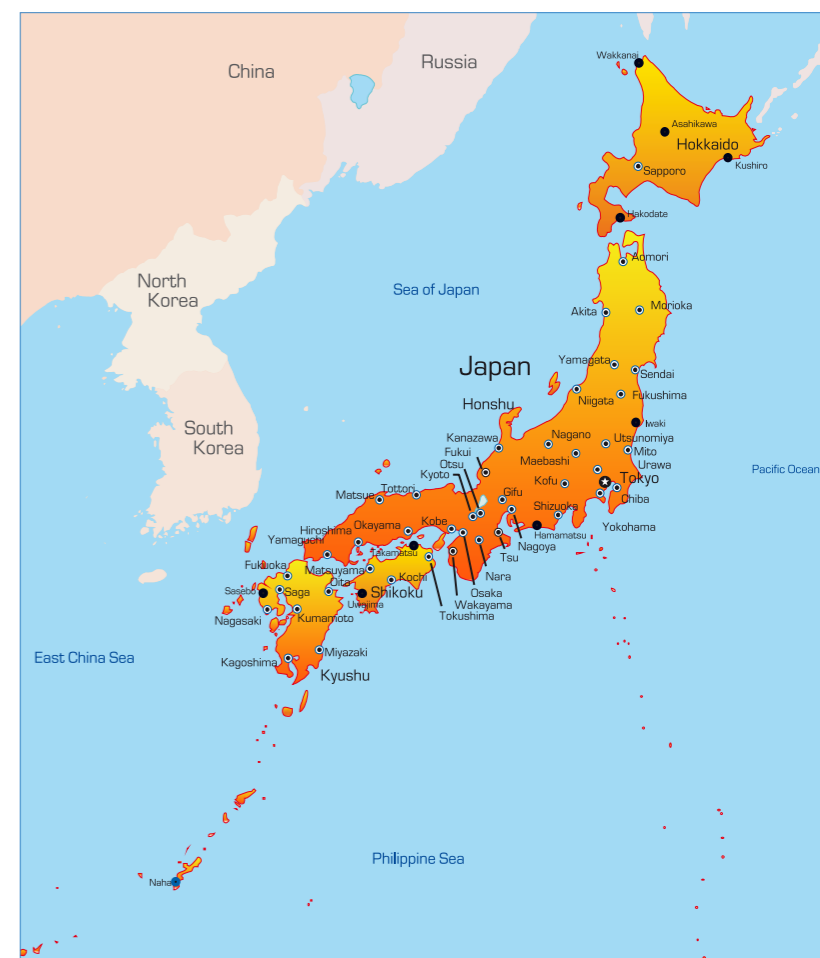 Wakkanai
Russia
China
Asahikawa
Hokkaido
Kushiro
Sapporo
Hakodate
Aomori
North
Korea
Sea of Japan
Morioka
Akita
Yamagata
Japan
Sendai
Niigata
Fukushima
Honshu
Iwaki
South
Korea
Kanazawa
Nagano
Utsunomiya
Fukui
Mito
Maebashi
Otsu
Urawa
Pacific Ocean
Kyoto
Kofu
Tokyo
Tottori
Matsue
Gifu
Chiba
Shizuoke
Okayama
Kobe
Yokohama
Hiroshima
Hamamatsu
Yamaguchi
Nagoya
Takamatsu
Tsu
Fukuoka
Matsuyama
Nara
Oita
Kochi
Sasebo
Saga
Shikoku
Osaka
Uwajima
Wakayama
Nagasaki
Kumamoto
Tokushima
Miyazaki
East China Sea
Kagoshima
Kyushu
Philippine Sea
Naha